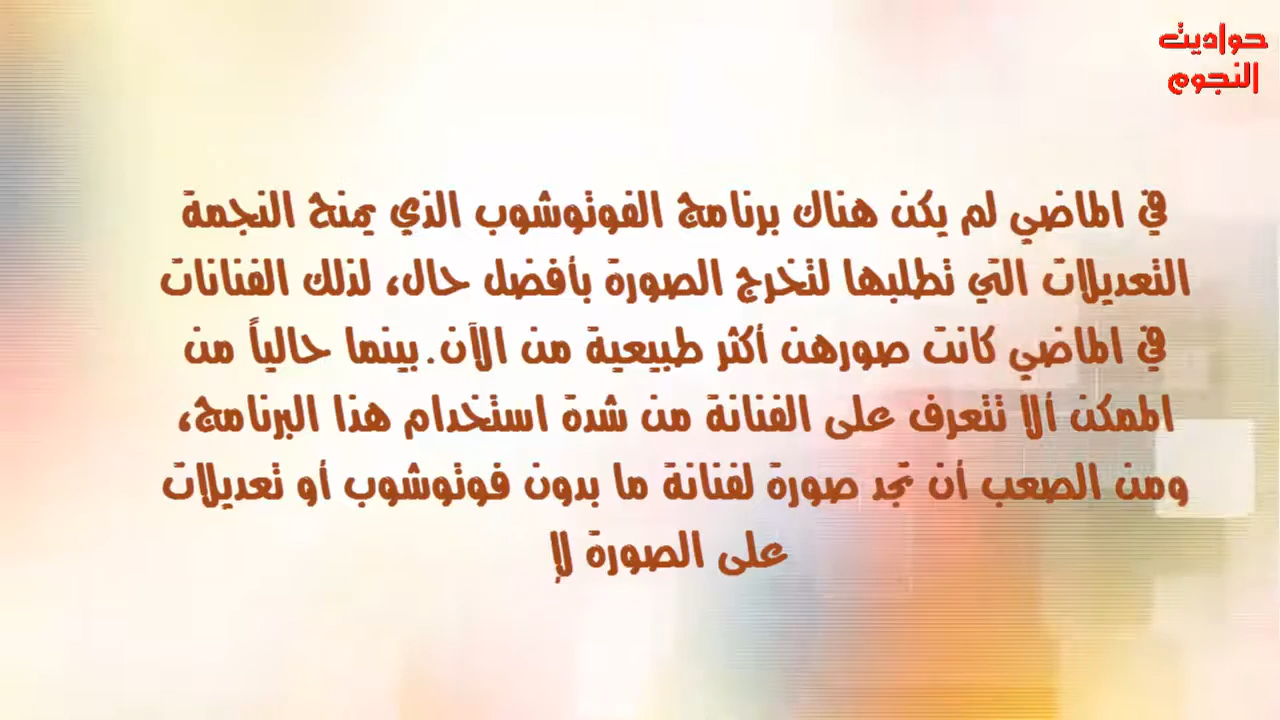 حواديت
النجوم
في الماضي لم يكن هناك برنامج الفوتوشوب الذي يمنح النجمة
التعديلات التي تطلبها لتخرج الصورة بأفضل حال، لذلك الفنانات
في الماضي كانت صورهن أكثر طبيعية من الآن. بينما حالياً من
الممكن ألا تتعرف على الفنانة من شدة استخدام هذا البرنامج،
ومن الصعب أن تجد صورة لفنانة ما بدون فوتوشوب أو تعديلات
على الصورة لإ